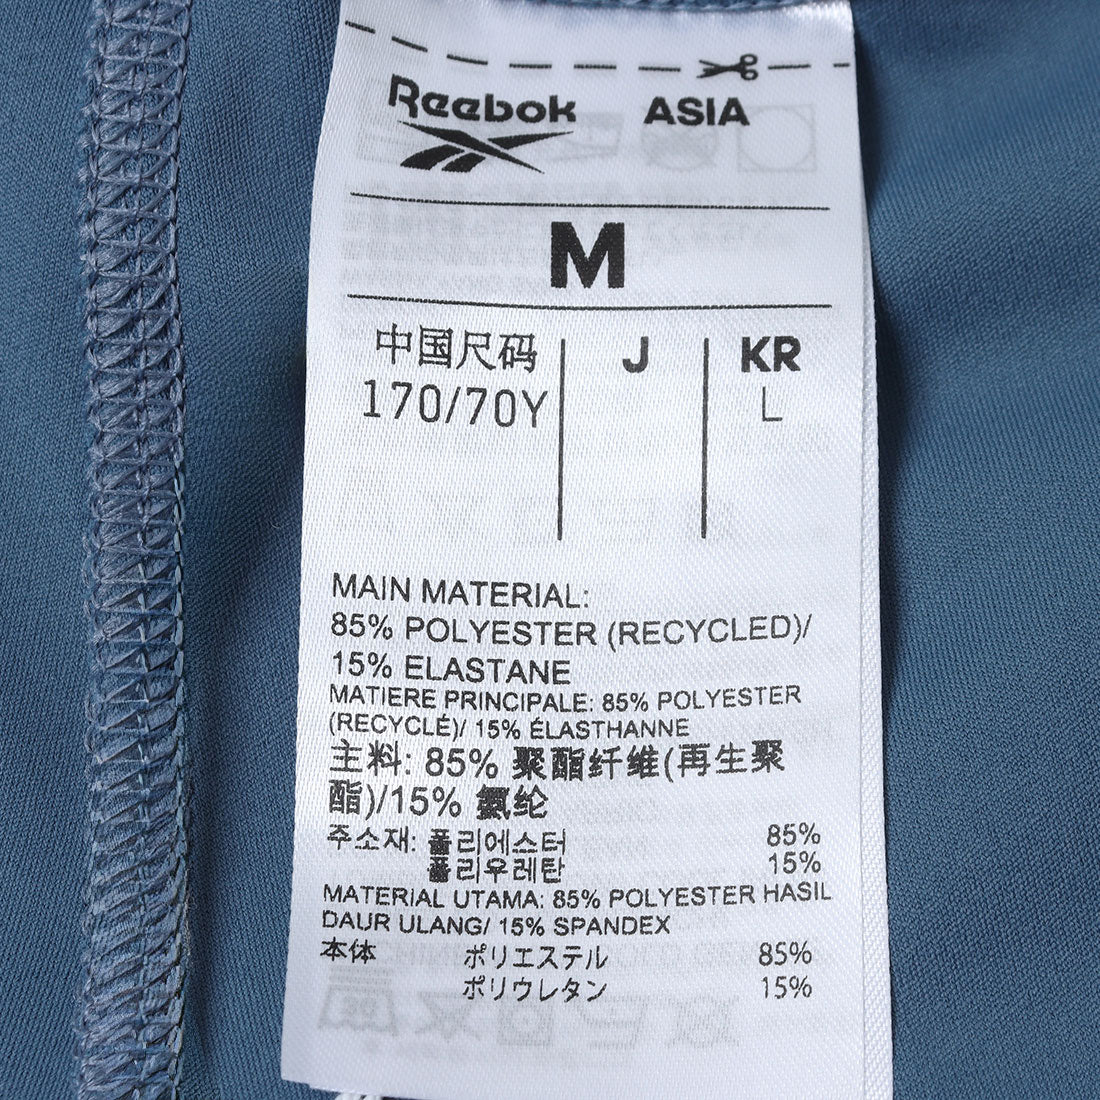 Reebok ASIA
M
中国尺码 J KR
170/70Y L
MAIN MATERIAL:
85% POLYESTER (RECYCLED)/
15% ELASTANE
MATIERE PRINCIPALE: 85% POLYESTER
(RECYCLÉ)/ 15% ÉLASTHANNE
主料: 85% 聚酯纤维(再生聚
酯)/15% 氨纶
주소재: 폴리에스터 85%
폴리우레탄 15%
MATERIAL UTAMA: 85% POLYESTER HASIL
DAUR ULANG/ 15% SPANDEX
本体 ポリエステル 85%
ポリウレタン 15%